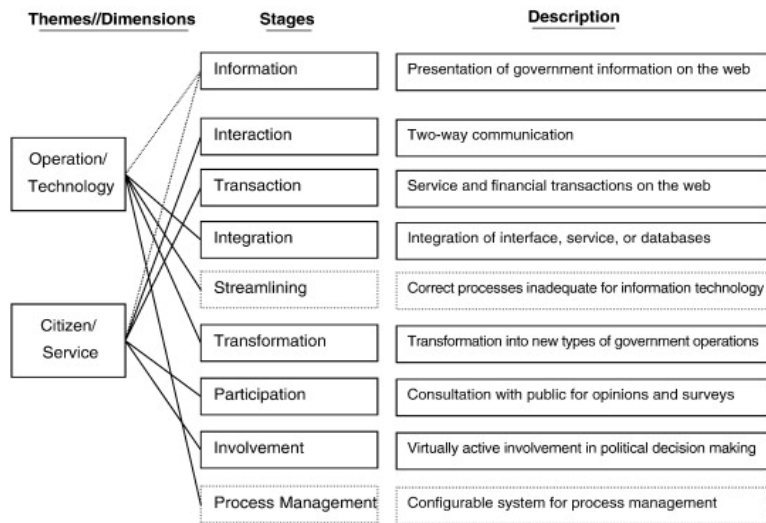 Themes//Dimensions Stages Description
Information Presentation of government information on the web
Operation/
Technology
Interaction Two-way communication
Transaction Service and financial transactions on the web
Integration Integration of interface, service, or databases
Streamlining Correct processes inadequate for information technology
Citizen/
Service
Transformation Transformation into new types of government operations
Participation Consultation with public for opinions and surveys
Involvement Virtually active involvement in political decision making
Process Management Configurable system for process management